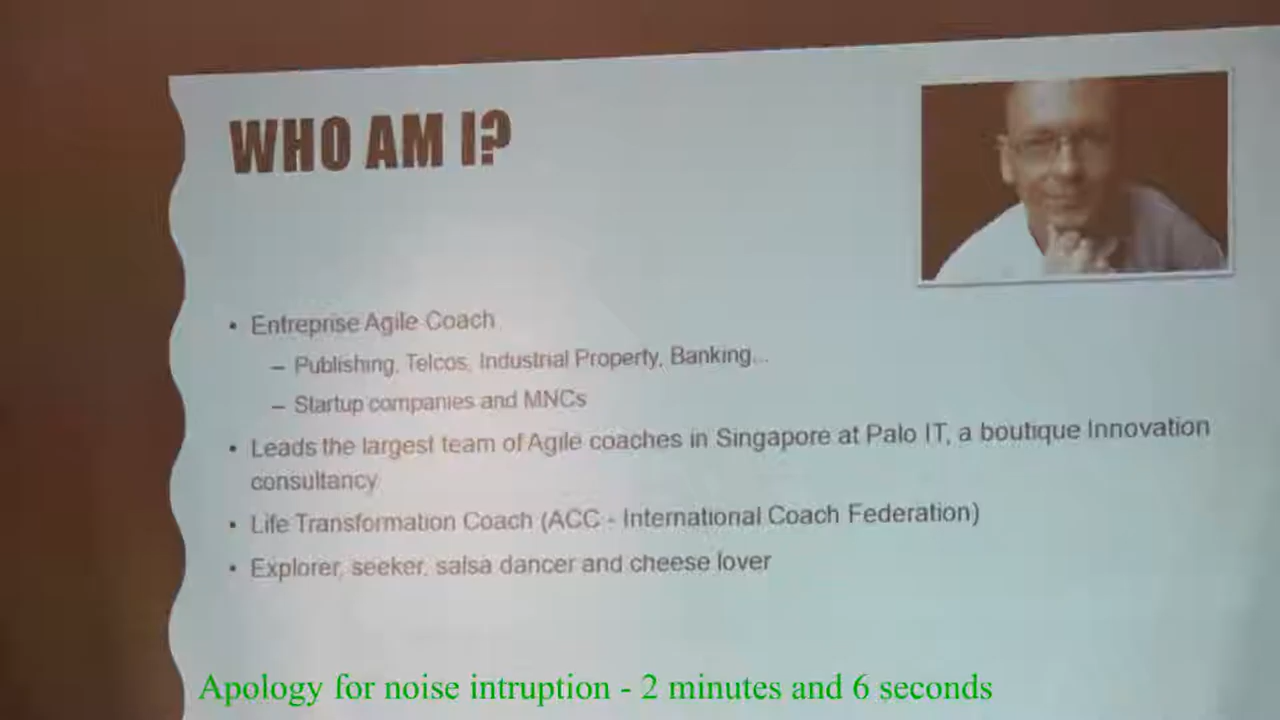 WHO AM I?
• Entreprise Agile Coach
– Publishing, Telcos, Industrial Property, Banking...
– Startup companies and MNCs
• Leads the largest team of Agile coaches in Singapore at Palo IT, a boutique Innovation
consultancy
• Life Transformation Coach (ACC - International Coach Federation)
• Explorer, seeker, salsa dancer and cheese lover
Apology for noise intruption - 2 minutes and 6 seconds